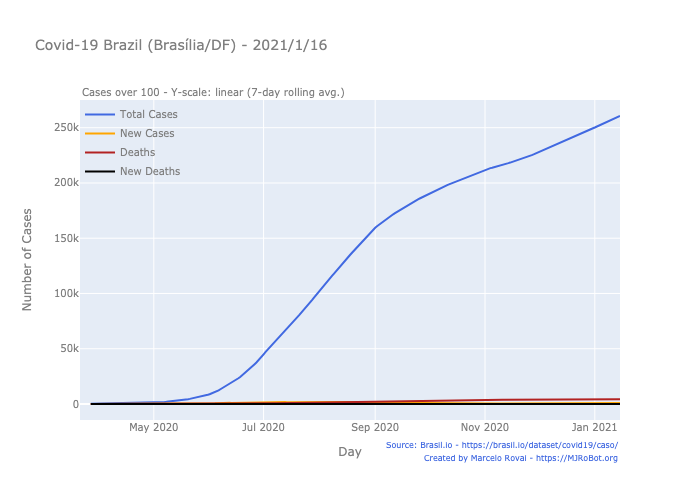 Covid-19 Brazil (Brasília/DF) - 2021/1/16
Cases over 100 - Y-scale: linear (7-day rolling avg.)
Total Cases
New Cases
Deaths
New Deaths
250k
200k
150k
100k
50k
0
Number of Cases
May 2020
Jul 2020
Sep 2020
Nov 2020
Jan 2021
Day
Source: Brasil.io - https://brasil.io/dataset/covid19/caso/
Created by Marcelo Rovai - https://MJRoBot.org